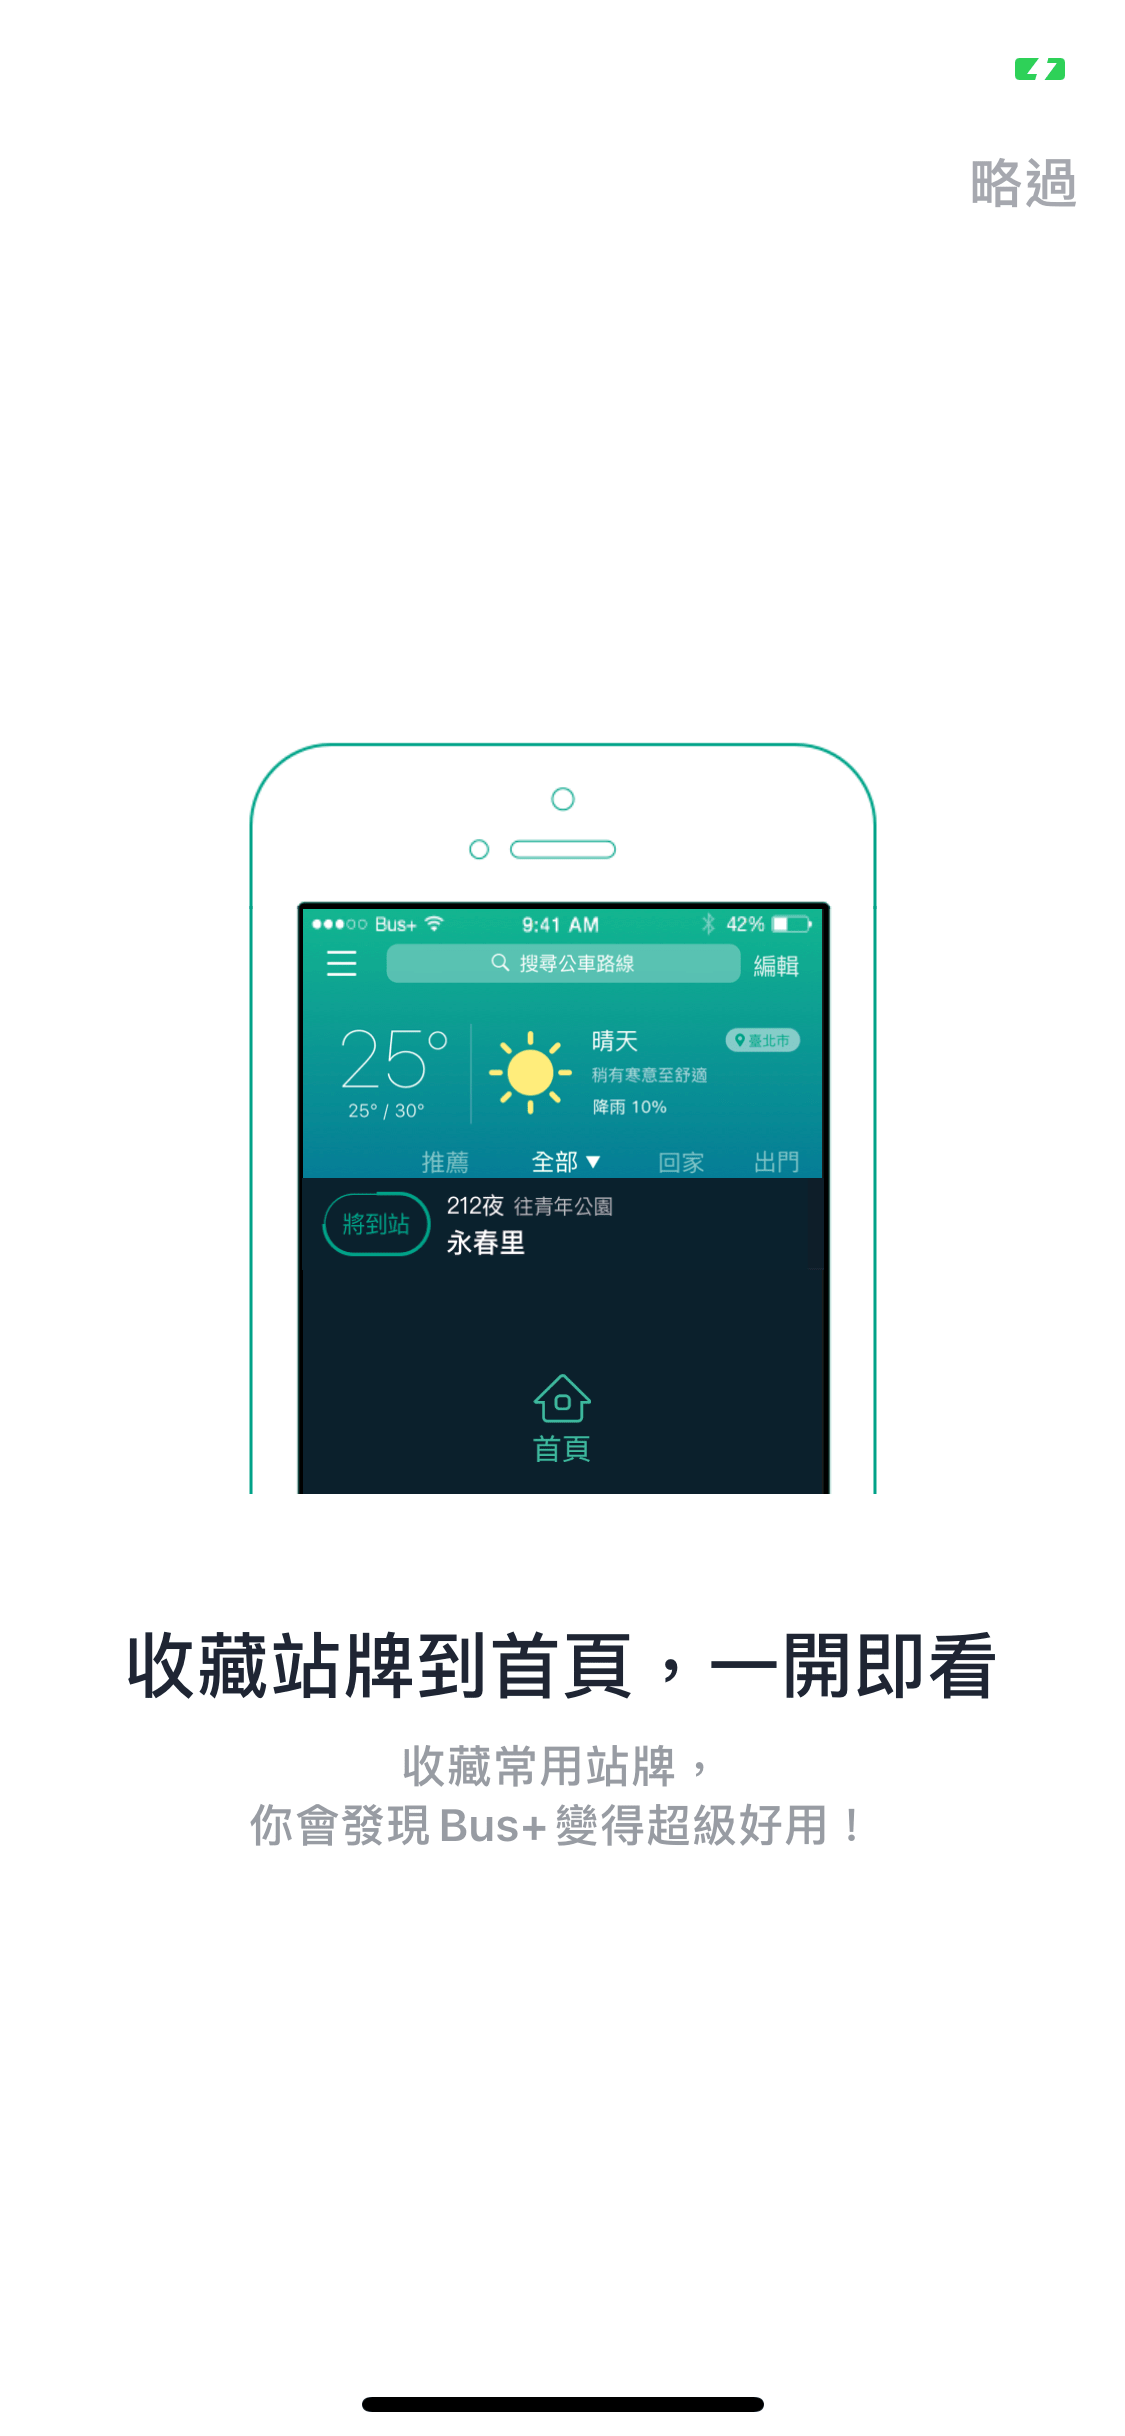 略過
Bus+ 9:41 AM 42%
搜尋公車路線 編輯
25° 晴天 臺北市
稍有寒意至舒適
25° / 30° 降雨 10%
推薦 全部 回家 出門
將到站 212夜 往青年公園
永春里
首頁
收藏站牌到首頁，一開即看
收藏常用站牌，
你會發現 Bus+ 變得超級好用！